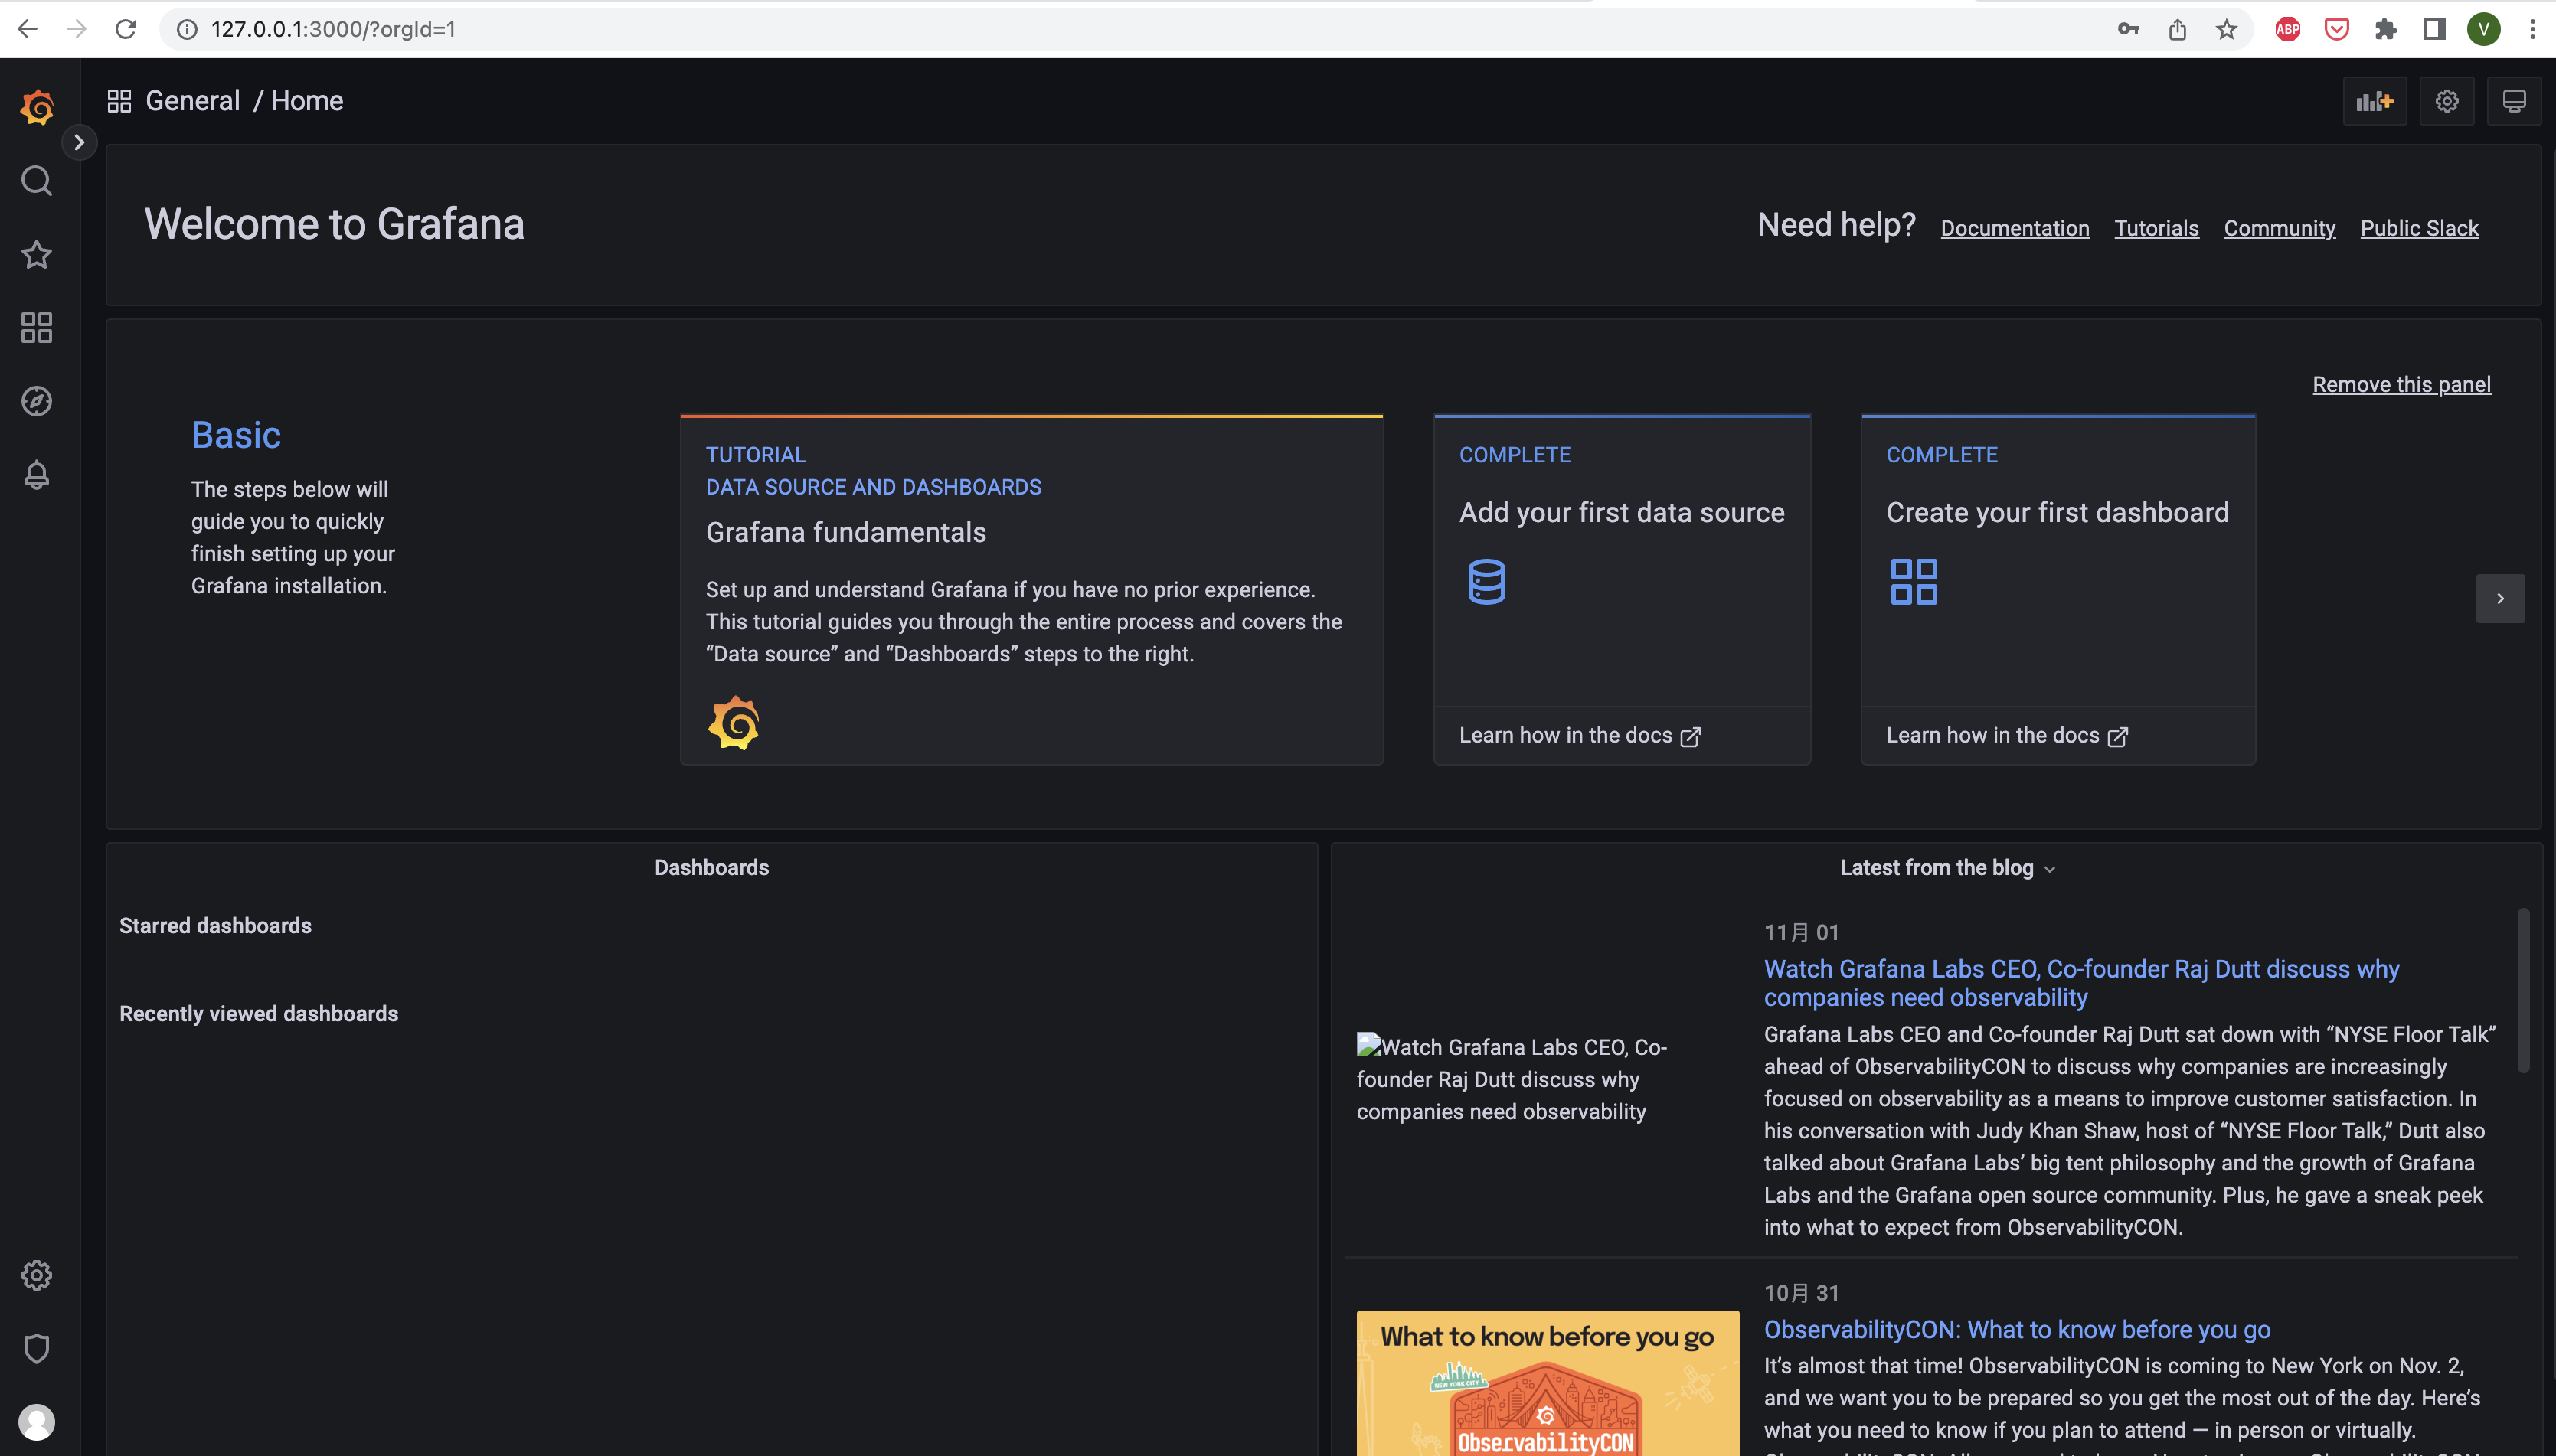 127.0.0.1:3000/?orgId=1
ABP
V
General / Home
Welcome to Grafana
Need help? Documentation Tutorials Community Public Slack
Remove this panel
Basic
The steps below will
guide you to quickly
finish setting up your
Grafana installation.
TUTORIAL
DATA SOURCE AND DASHBOARDS
Grafana fundamentals
Set up and understand Grafana if you have no prior experience.
This tutorial guides you through the entire process and covers the
“Data source” and “Dashboards” steps to the right.
COMPLETE
Add your first data source
Learn how in the docs
COMPLETE
Create your first dashboard
Learn how in the docs
Dashboards
Starred dashboards
Recently viewed dashboards
Latest from the blog
Watch Grafana Labs CEO, Co-
founder Raj Dutt discuss why
companies need observability
11月 01
Watch Grafana Labs CEO, Co-founder Raj Dutt discuss why
companies need observability
Grafana Labs CEO and Co-founder Raj Dutt sat down with “NYSE Floor Talk”
ahead of ObservabilityCON to discuss why companies are increasingly
focused on observability as a means to improve customer satisfaction. In
his conversation with Judy Khan Shaw, host of “NYSE Floor Talk,” Dutt also
talked about Grafana Labs’ big tent philosophy and the growth of Grafana
Labs and the Grafana open source community. Plus, he gave a sneak peek
into what to expect from ObservabilityCON.
What to know before you go
NEW YORK CITY
ObservabilityCON
10月 31
ObservabilityCON: What to know before you go
It’s almost that time! ObservabilityCON is coming to New York on Nov. 2,
and we want you to be prepared so you get the most out of the day. Here’s
what you need to know if you plan to attend — in person or virtually.